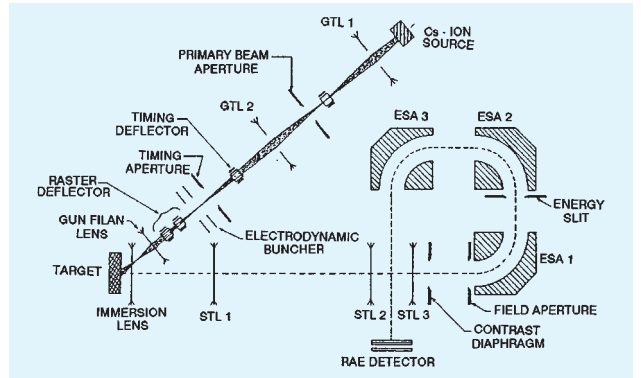 GTL 1
Cs - ION
SOURCE
PRIMARY BEAM
APERTURE
GTL 2
TIMING
DEFLECTOR
TIMING
APERTURE
RASTER
DEFLECTOR
GUN FILAN
LENS
TARGET
IMMERSION
LENS
STL 1
ELECTRODYNAMIC
BUNCHER
ESA 3
ESA 2
ENERGY
SLIT
ESA 1
STL 2
STL 3
FIELD APERTURE
CONTRAST
DIAPHRAGM
RAE DETECTOR